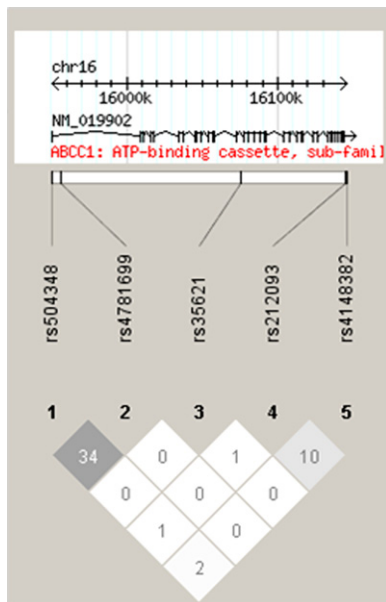 chr16
16000k 16100k
NM_019902
ABCC1: ATP-binding cassette, sub-famil
rs504348 rs4781699 rs35621 rs212093 rs4148382
1 2 3 4 5
34 0 1 10
0 0 0
1 0
2